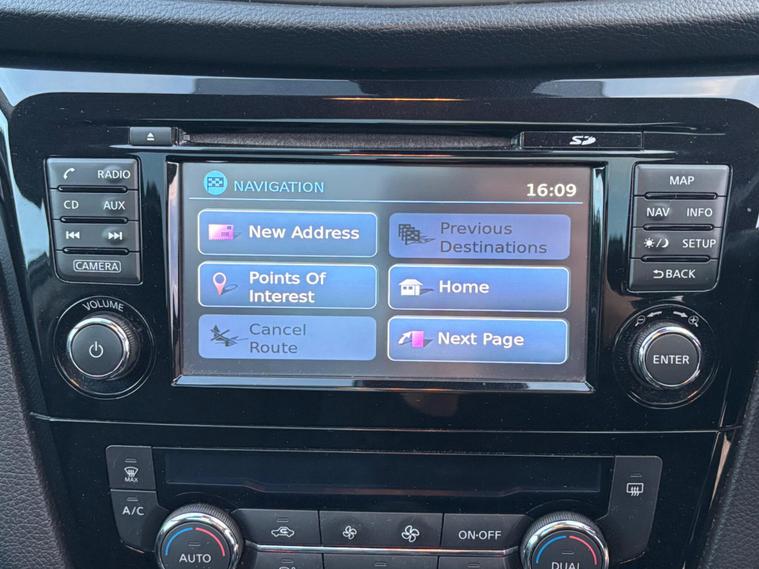 SD
RADIO
CD AUX
CAMERA
VOLUME
NAVIGATION 16:09
New Address
Previous
Destinations
Points Of
Interest
Home
Cancel
Route
Next Page
MAP
NAV INFO
SETUP
BACK
ENTER
MAX
A/C
AUTO
ON·OFF
DUAL